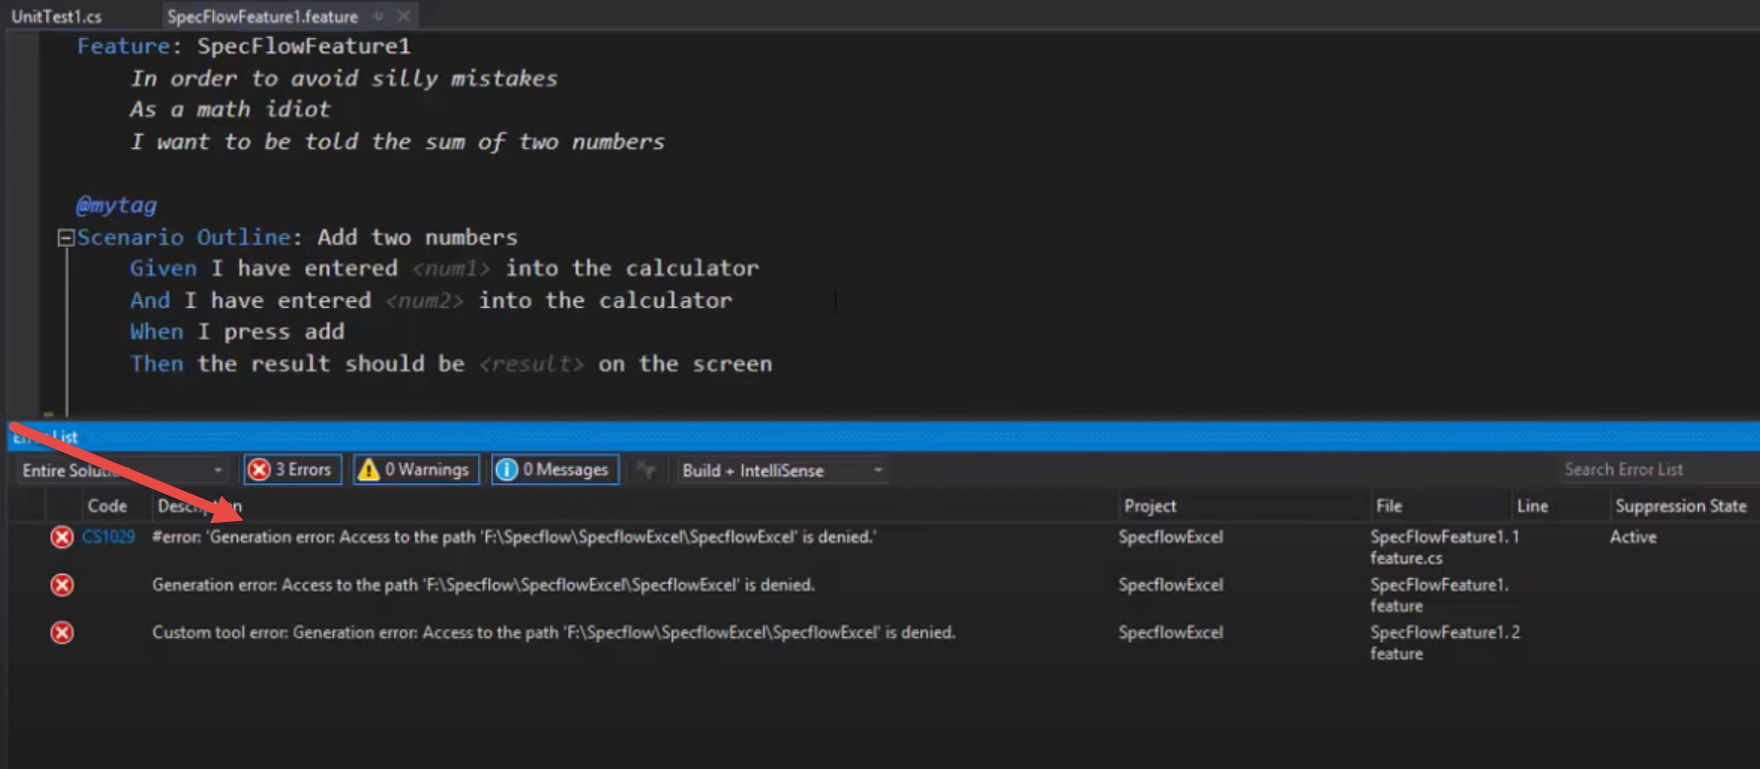 UnitTest1.cs
SpecFlowFeature1.feature
Feature: SpecFlowFeature1
In order to avoid silly mistakes
As a math idiot
I want to be told the sum of two numbers
@mytag
Scenario Outline: Add two numbers
Given I have entered <num1> into the calculator
And I have entered <num2> into the calculator
When I press add
Then the result should be <result> on the screen
Error List
Entire Solution 3 Errors 0 Warnings 0 Messages Build + IntelliSense Search Error List
Code Description Project File Line Suppression State
CS1029 #error: 'Generation error: Access to the path 'F:\Specflow\SpecflowExcel\SpecflowExcel' is denied.' SpecflowExcel SpecFlowFeature1. 1 Active
feature.cs
Generation error: Access to the path 'F:\Specflow\SpecflowExcel\SpecflowExcel' is denied. SpecflowExcel SpecFlowFeature1.
feature
Custom tool error: Generation error: Access to the path 'F:\Specflow\SpecflowExcel\SpecflowExcel' is denied. SpecflowExcel SpecFlowFeature1. 2
feature